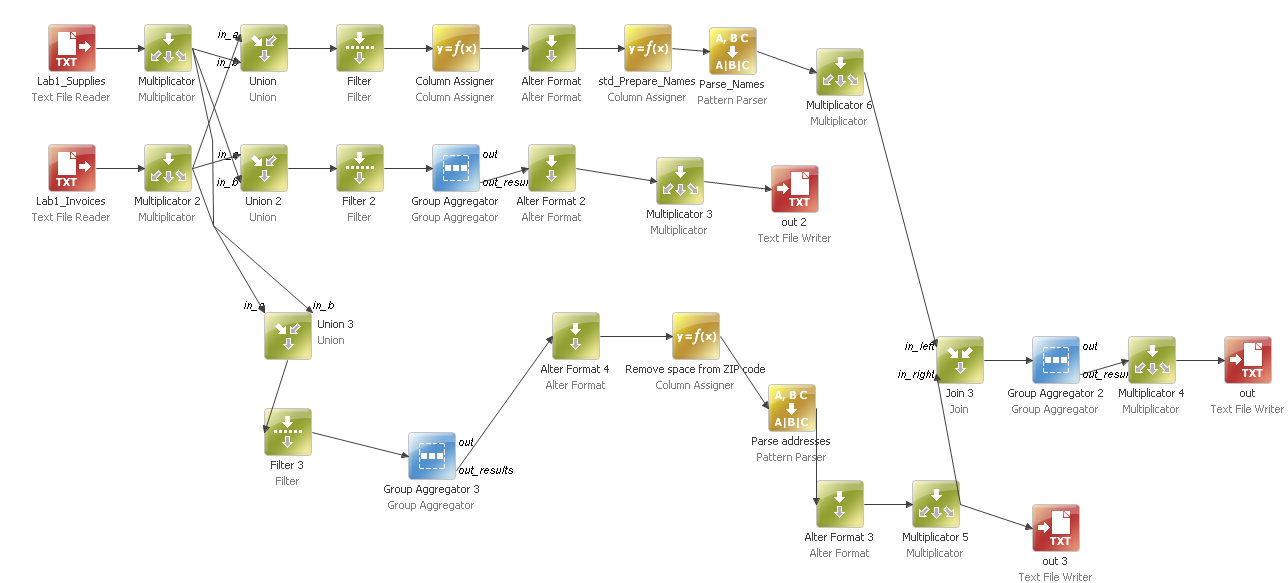 TXT
Lab1_Supplies
Text File Reader
Multiplicator
Multiplicator
in_a
in_b
Union
Union
Filter
Filter
y=f(x)
Column Assigner
Column Assigner
Alter Format
Alter Format
y=f(x)
std_Prepare_Names
Column Assigner
A, B C
A|B|C
Parse_Names
Pattern Parser
Multiplicator 6
Multiplicator
TXT
Lab1_Invoices
Text File Reader
Multiplicator 2
Multiplicator
in_a
in_b
Union 2
Union
Filter 2
Filter
out
out_resul
Group Aggregator
Group Aggregator
Alter Format 2
Alter Format
Multiplicator 3
Multiplicator
TXT
out 2
Text File Writer
in_a
in_b
Union 3
Union
Alter Format 4
Alter Format
y=f(x)
Remove space from ZIP code
Column Assigner
in_left
in_right
Join 3
Join
out
out_resul
Group Aggregator 2
Group Aggregator
Multiplicator 4
Multiplicator
TXT
out
Text File Writer
Filter 3
Filter
out
out_results
Group Aggregator 3
Group Aggregator
A, B C
A|B|C
Parse addresses
Pattern Parser
Alter Format 3
Alter Format
Multiplicator 5
Multiplicator
TXT
out 3
Text File Writer